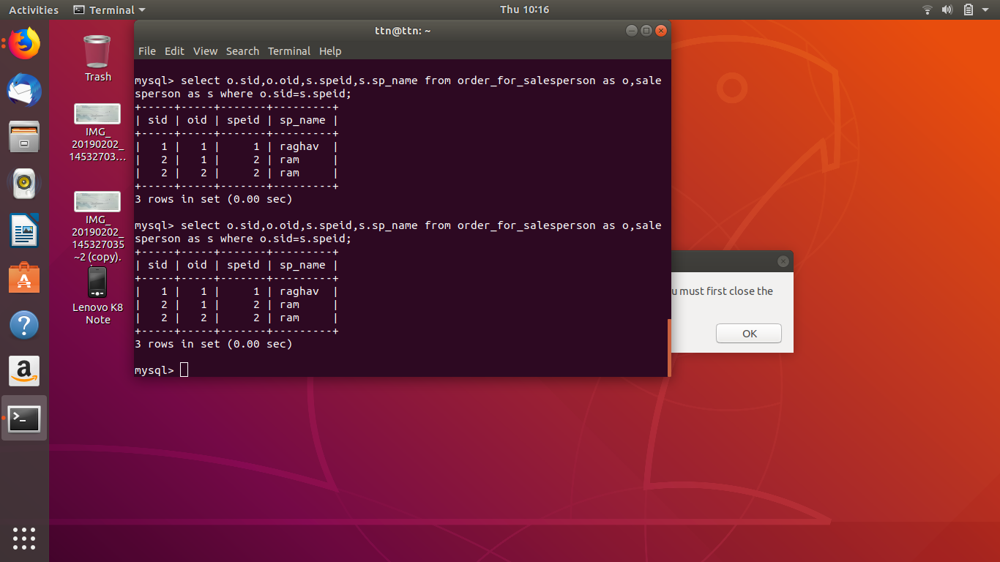 Activities
Terminal
Thu 10:16
ttn@ttn: ~
File Edit View Search Terminal Help
Trash
IMG_
20190202_
14532703…
IMG_
20190202_
145327035
~2 (copy).
Lenovo K8
Note
mysql> select o.sid,o.oid,s.speid,s.sp_name from order_for_salesperson as o,sale
sperson as s where o.sid=s.speid;
+-----+-----+-------+---------+
| sid | oid | speid | sp_name |
+-----+-----+-------+---------+
|   1 |   1 |     1 | raghav  |
|   2 |   1 |     2 | ram     |
|   2 |   2 |     2 | ram     |
+-----+-----+-------+---------+
3 rows in set (0.00 sec)
mysql> select o.sid,o.oid,s.speid,s.sp_name from order_for_salesperson as o,sale
sperson as s where o.sid=s.speid;
+-----+-----+-------+---------+
| sid | oid | speid | sp_name |
+-----+-----+-------+---------+
|   1 |   1 |     1 | raghav  |
|   2 |   1 |     2 | ram     |
|   2 |   2 |     2 | ram     |
+-----+-----+-------+---------+
3 rows in set (0.00 sec)
mysql>
u must first close the
OK